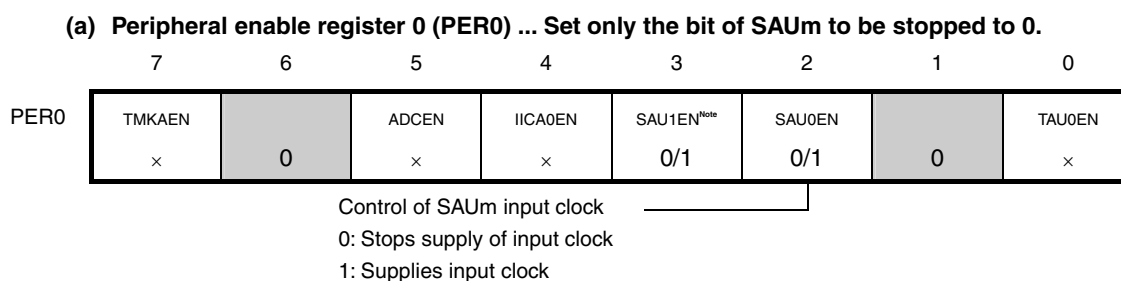 (a) Peripheral enable register 0 (PER0) ... Set only the bit of SAUm to be stopped to 0.
7 6 5 4 3 2 1 0
PER0 TMKAEN ADCEN IICA0EN SAU1EN Note SAU0EN TAU0EN
× 0 × × 0/1 0/1 0 ×
Control of SAUm input clock
0: Stops supply of input clock
1: Supplies input clock